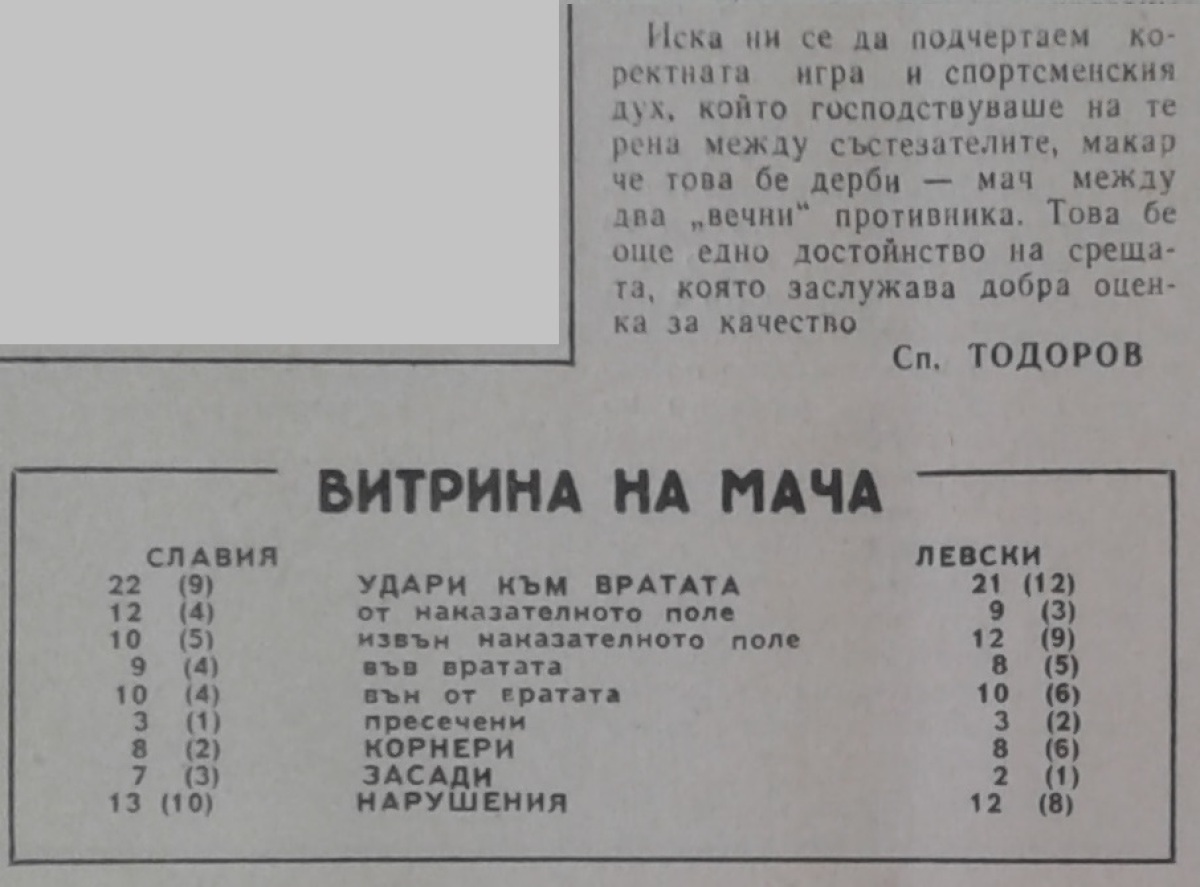 Иска ни се да подчертаем ко-
ректната игра и спортсменския
дух, който господствуваше на те
рена между състезателите, макар
че това бе дерби — мач между
два „вечни“ противника. Това бе
още едно достойнство на среща-
та, която заслужава добра оцен-
ка за качество
Сп. ТОДОРОВ
ВИТРИНА НА МАЧА
СЛАВИЯ ЛЕВСКИ
22 (9) УДАРИ КЪМ ВРАТАТА 21 (12)
12 (4) от наказателното поле 9 (3)
10 (5) извън наказателното поле 12 (9)
9 (4) във вратата 8 (5)
10 (4) вън от вратата 10 (6)
3 (1) пресечени 3 (2)
8 (2) КОРНЕРИ 8 (6)
7 (3) ЗАСАДИ 2 (1)
13 (10) НАРУШЕНИЯ 12 (8)